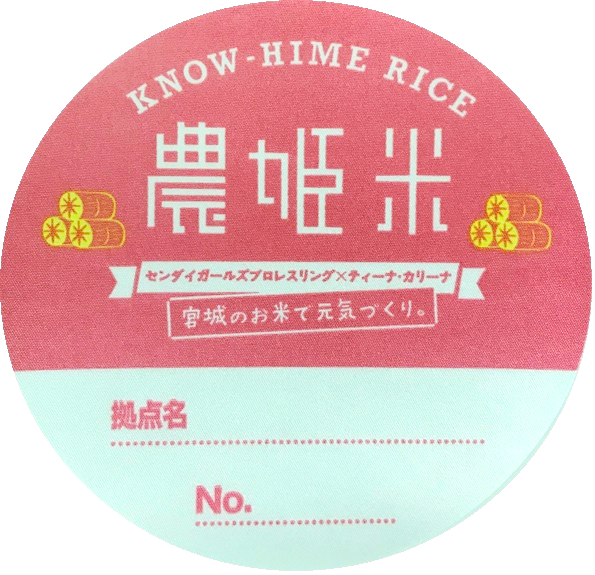 KNOW-HIME RICE
農姫米
センダイガールズプロレスリング×ティーナ・カリーナ
宮城のお米で元気づくり。
拠点名
No.